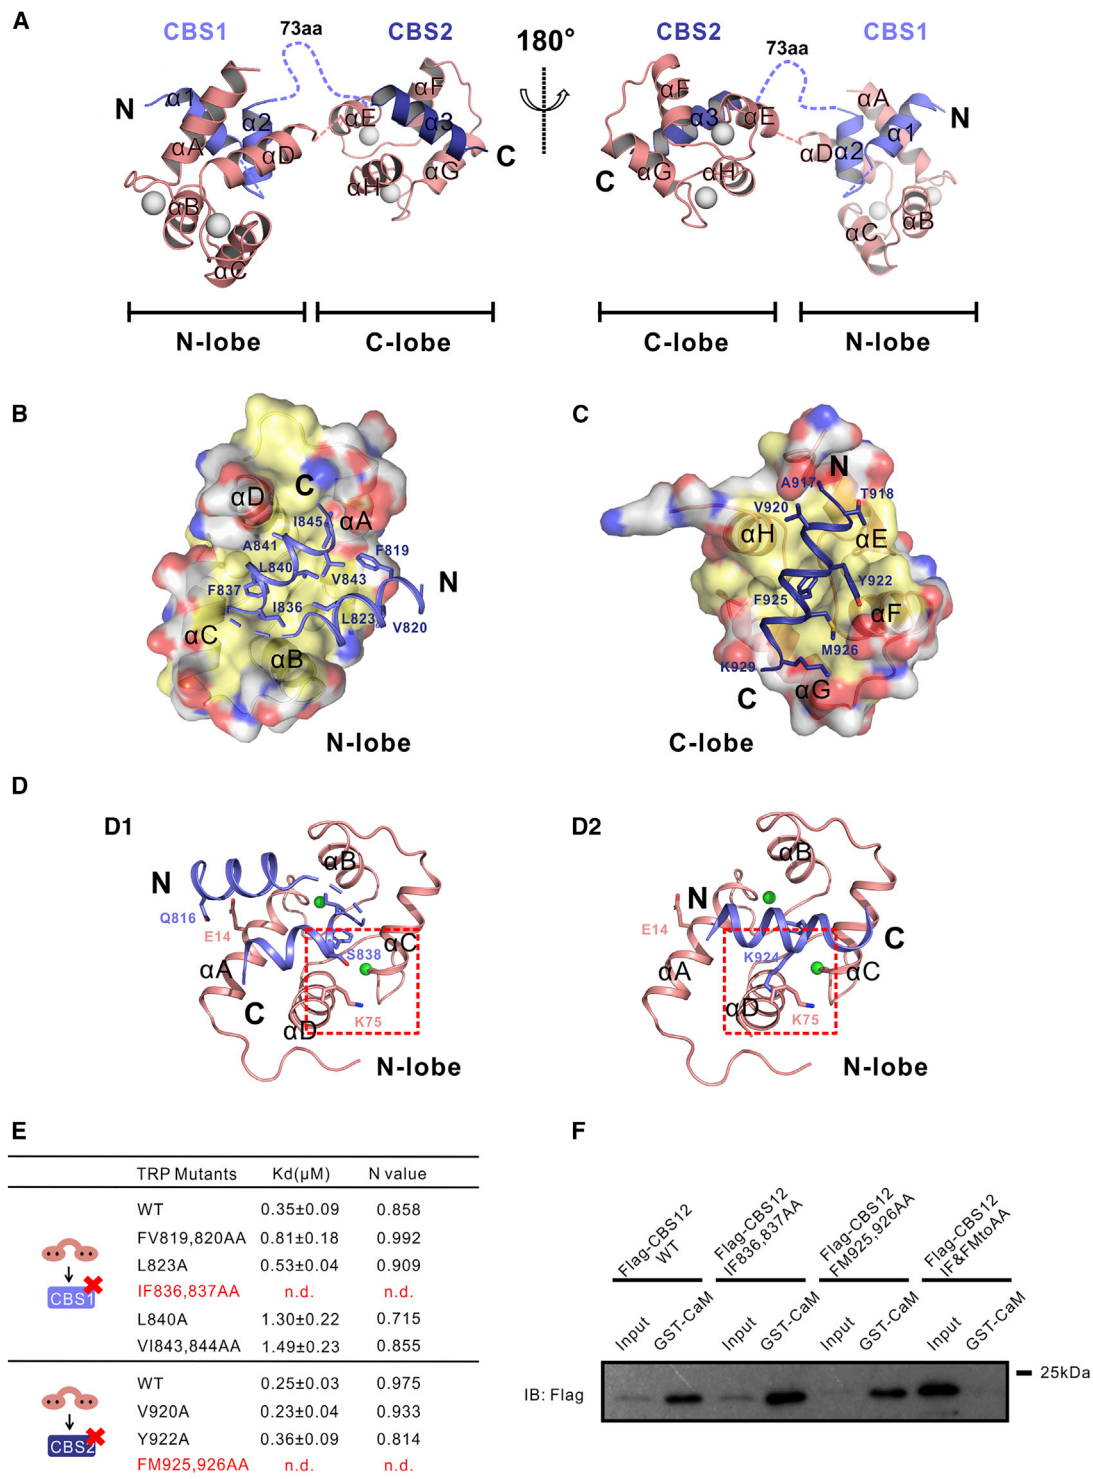 A
CBS1
73aa
CBS2
180°
CBS2
73aa
CBS1
N
α1
αA
α2
αD
αB
αC
αE
αF
α3
αG
αH
C
αF
α3
αE
αG
αH
C
αD
α2
αA
α1
N
αB
αC
N-lobe
C-lobe
C-lobe
N-lobe
B
αD
C
I845
αA
A841
F819
L840
V843
N
F837
I836
L823
V820
αC
αB
N-lobe
C
N
A917
T918
V920
αH
αE
Y922
F925
αF
M926
K929
C
αG
C-lobe
D
D1
N
αB
Q816
E14
αC
S838
αA
C
αD
K75
N-lobe
D2
αB
N
E14
C
K924
αA
αC
αD
K75
N-lobe
E
TRP Mutants Kd(μM) N value
WT 0.35±0.09 0.858
FV819,820AA 0.81±0.18 0.992
L823A 0.53±0.04 0.909
IF836,837AA n.d. n.d.
L840A 1.30±0.22 0.715
VI843,844AA 1.49±0.23 0.855
CBS1
WT 0.25±0.03 0.975
V920A 0.23±0.04 0.933
Y922A 0.36±0.09 0.814
FM925,926AA n.d. n.d.
CBS2
F
Flag-CBS12
WT
Flag-CBS12
IF836,837AA
Flag-CBS12
FM925,926AA
Flag-CBS12
IF&FMtoAA
Input
GST-CaM
Input
GST-CaM
Input
GST-CaM
Input
GST-CaM
IB: Flag
25kDa